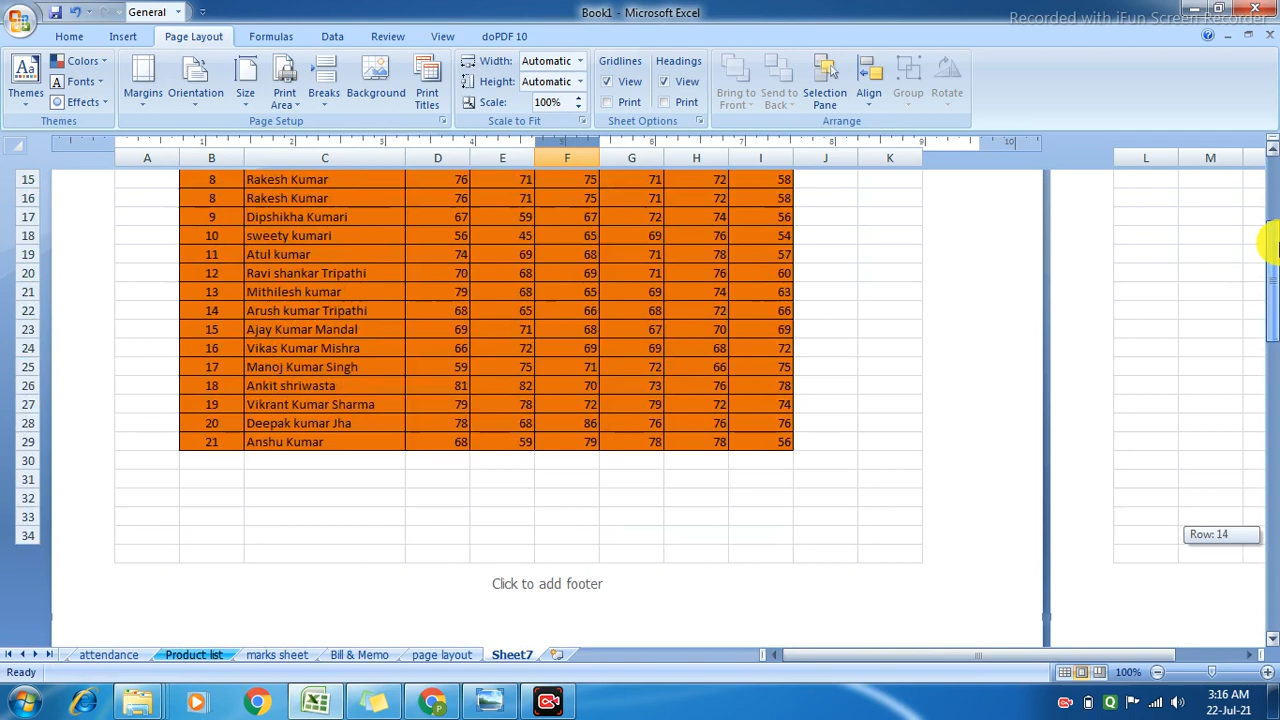 General
Book1 - Microsoft Excel
Recorded with iFun Screen Recorder
Home Insert Page Layout Formulas Data Review View doPDF 10
Aa Themes Colors Fonts Effects
Margins Orientation Size Print Area Breaks Background Print Titles
Width: Automatic
Height: Automatic
Scale: 100%
Gridlines View Print
Headings View Print
Bring to Front Send to Back Selection Pane Align Group Rotate
Themes Page Setup Scale to Fit Sheet Options Arrange
1 2 3 4 5 6 7 8 9 10
A B C D E F G H I J K L M
15 8 Rakesh Kumar 76 71 75 71 72 58
16 8 Rakesh Kumar 76 71 75 71 72 58
17 9 Dipshikha Kumari 67 59 67 72 74 56
18 10 sweety kumari 56 45 65 69 76 54
19 11 Atul kumar 74 69 68 71 78 57
20 12 Ravi shankar Tripathi 70 68 69 71 76 60
21 13 Mithilesh kumar 79 68 65 69 74 63
22 14 Arush kumar Tripathi 68 65 66 68 72 66
23 15 Ajay Kumar Mandal 69 71 68 67 70 69
24 16 Vikas Kumar Mishra 66 72 69 69 68 72
25 17 Manoj Kumar Singh 59 75 71 72 66 75
26 18 Ankit shriwasta 81 82 70 73 76 78
27 19 Vikrant Kumar Sharma 79 78 72 79 72 74
28 20 Deepak kumar Jha 78 68 86 76 76 76
29 21 Anshu Kumar 68 59 79 78 78 56
30
31
32
33
34
Row: 14
Click to add footer
attendance Product list marks sheet Bill & Memo page layout Sheet7
Ready
100%
3:16 AM
22-Jul-21